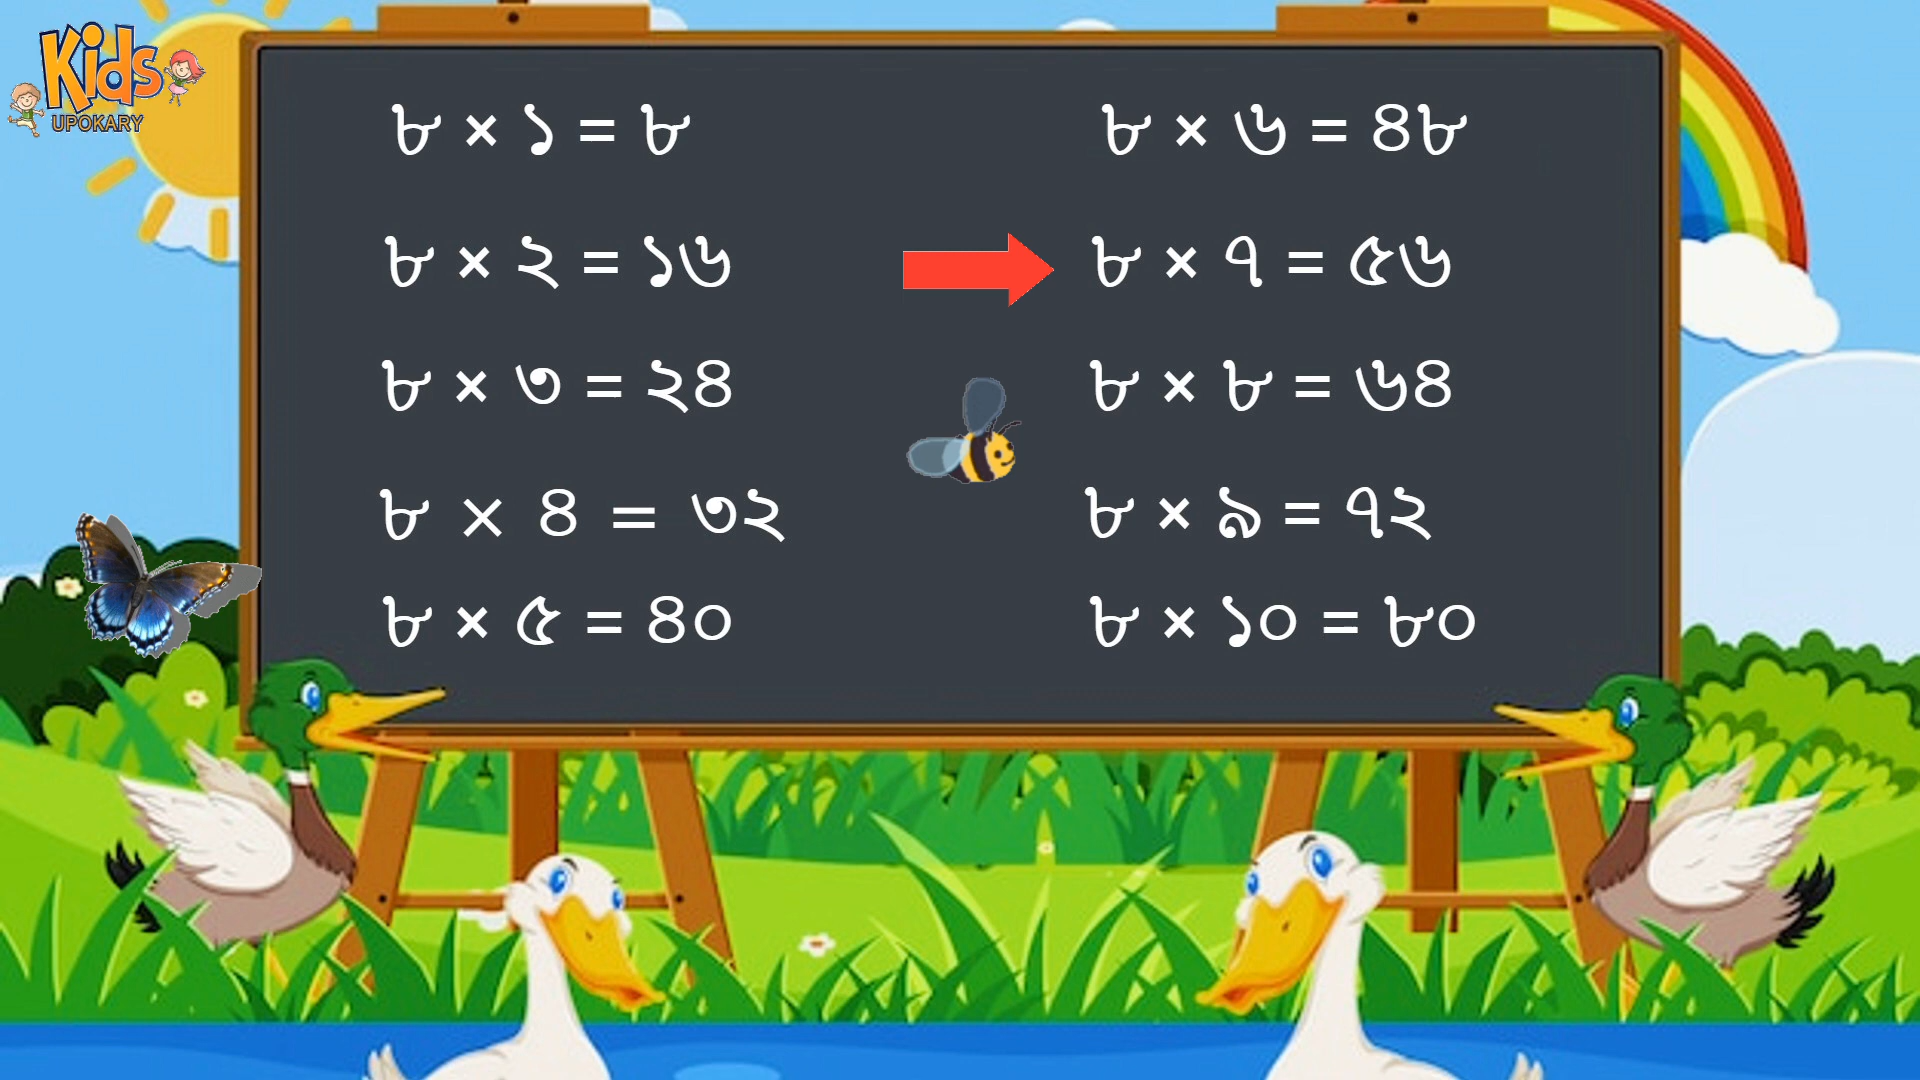 Kids
UPOKARY
৮ × ১ = ৮
৮ × ২ = ১৬
৮ × ৩ = ২৪
৮ × ৪ = ৩২
৮ × ৫ = ৪০
৮ × ৬ = ৪৮
৮ × ৭ = ৫৬
৮ × ৮ = ৬৪
৮ × ৯ = ৭২
৮ × ১০ = ৮০